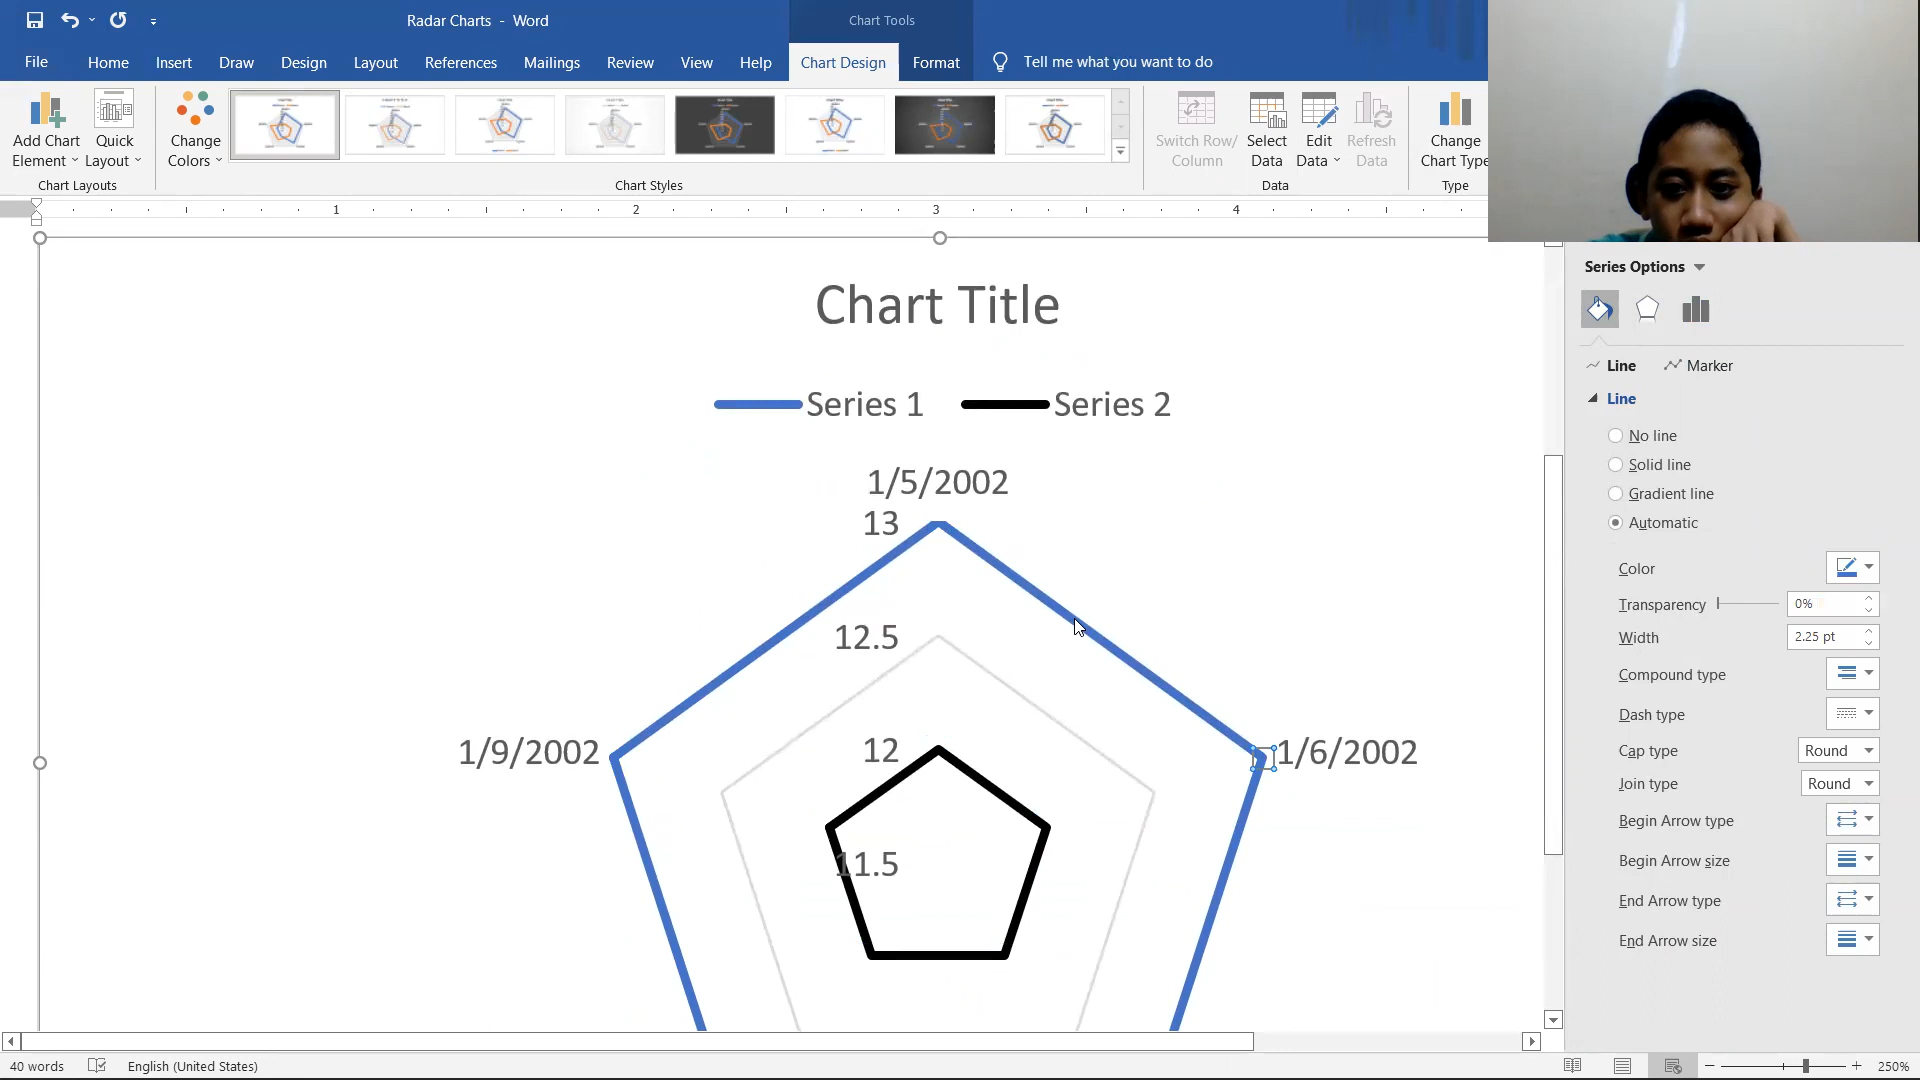 Radar Charts - Word
Chart Tools
File
Home
Insert
Draw
Design
Layout
References
Mailings
Review
View
Help
Chart Design
Format
Tell me what you want to do
Add Chart
Element
Quick
Layout
Change
Colors
Switch Row/
Column
Select
Data
Edit
Data
Refresh
Data
Change
Chart Type
Chart Layouts
Chart Styles
Data
Type
1
2
3
4
Chart Title
Series 1
Series 2
1/5/2002
13
12.5
1/9/2002
12
1/6/2002
11.5
Series Options
Line
Marker
Line
No line
Solid line
Gradient line
Automatic
Color
Transparency
0%
Width
2.25 pt
Compound type
Dash type
Cap type
Round
Join type
Round
Begin Arrow type
Begin Arrow size
End Arrow type
End Arrow size
40 words
English (United States)
250%